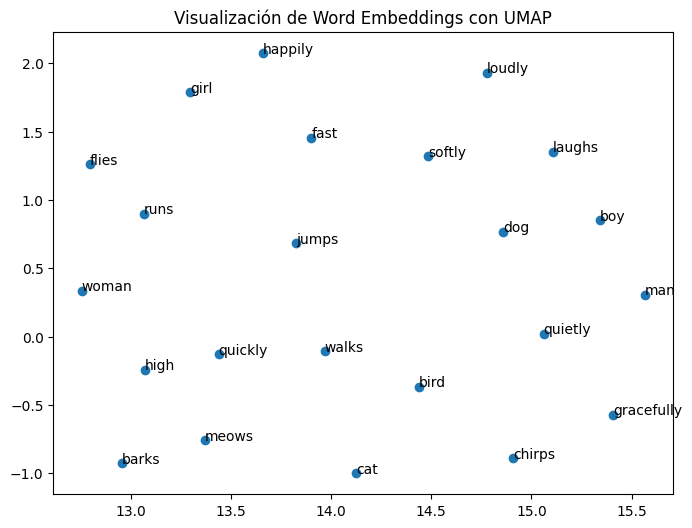 Visualización de Word Embeddings con UMAP
happily
loudly
girl
fast
laughs
softly
flies
runs
boy
dog
jumps
woman
man
quietly
walks
quickly
high
bird
gracefully
meows
chirps
barks
cat
2.0
1.5
1.0
0.5
0.0
−0.5
−1.0
13.0 13.5 14.0 14.5 15.0 15.5